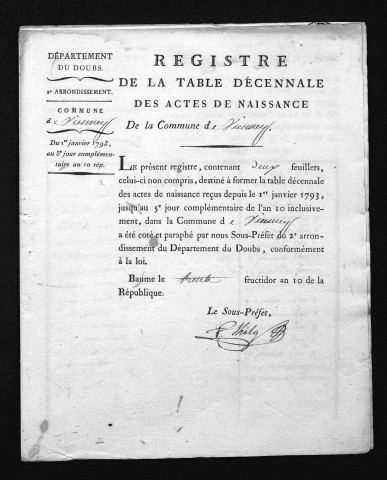 DÉPARTEMENT
DU DOUBS.
2e ARRONDISSEMENT.
COMMUNE
de
Du 1er janvier 1793,
au 5e jour complémen-
taire an 10 rép.
REGISTRE
DE LA TABLE DÉCENNALE
DES ACTES DE NAISSANCE
De la Commune de
LE présent registre, contenant deux feuillets,
celui-ci non compris, destiné à former la table décennale
des actes de naissance reçus depuis le 1er janvier 1793,
jusqu'au 5e jour complémentaire de l'an 10 inclusive-
ment, dans la Commune de
a été coté et paraphé par nous Sous-Préfet du 2e arron-
dissement du Département du Doubs, conformément
à la loi.
Baume le trente fructidor an 10 de la
République.
Le Sous-Préfet,